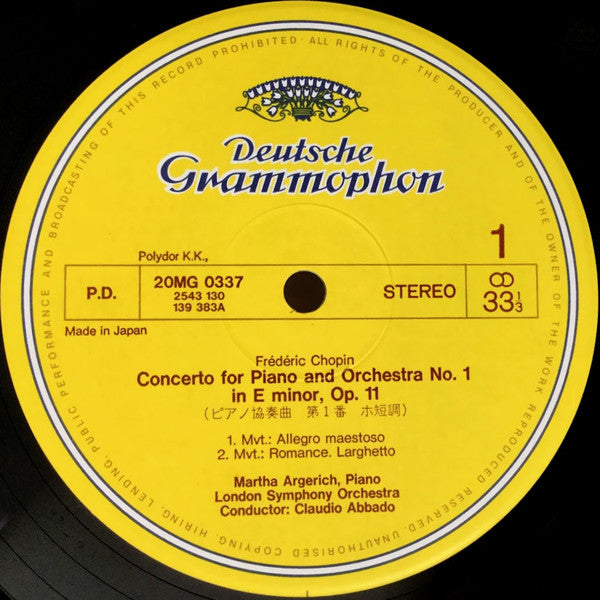 ALL RIGHTS OF THE PRODUCER AND OF THE OWNER OF THE WORK REPRODUCED RESERVED. UNAUTHORISED COPYING, HIRING, LENDING, PUBLIC PERFORMANCE AND BROADCASTING OF THIS RECORD PROHIBITED·
Deutsche
Grammophon
Polydor K.K.,
1
P.D.
20MG 0337
2543 130
139 383A
STEREO
33 1/3
Made in Japan
Frédéric Chopin
Concerto for Piano and Orchestra No. 1
in E minor, Op. 11
(ピアノ協奏曲 第1番 ホ短調)
1. Mvt.: Allegro maestoso
2. Mvt.: Romance. Larghetto
Martha Argerich, Piano
London Symphony Orchestra
Conductor: Claudio Abbado